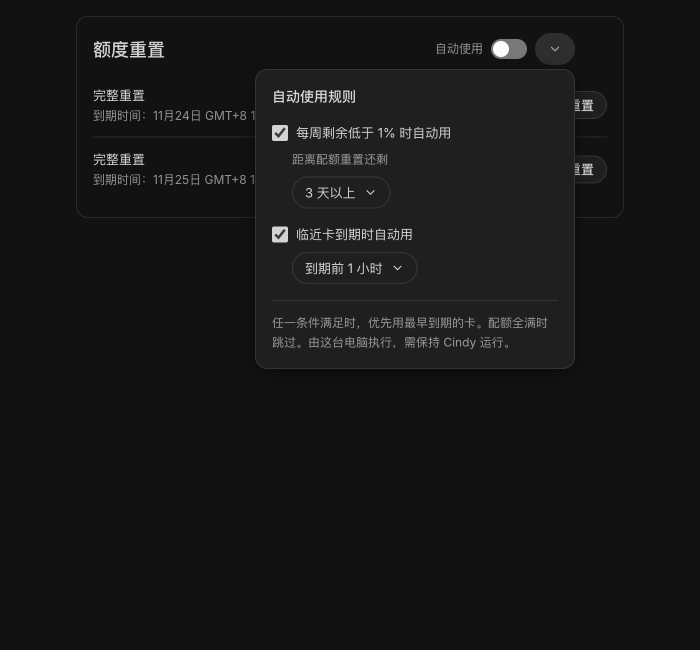 额度重置
自动使用
完整重置
到期时间：11月24日 GMT+8 1
重置
完整重置
到期时间：11月25日 GMT+8 1
重置
自动使用规则
每周剩余低于 1% 时自动用
距离配额重置还剩
3 天以上
临近卡到期时自动用
到期前 1 小时
任一条件满足时，优先用最早到期的卡。配额全满时
跳过。由这台电脑执行，需保持 Cindy 运行。